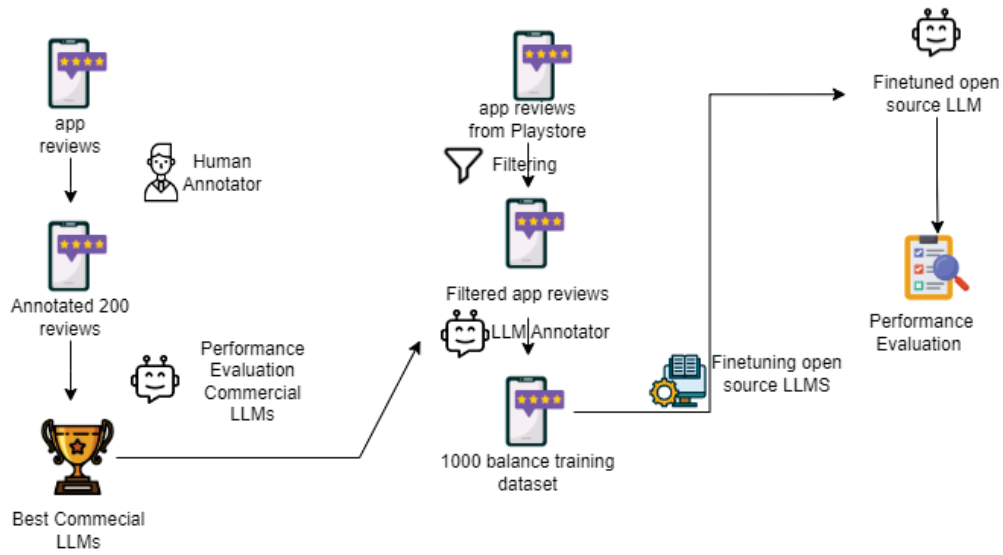 app
reviews
Human
Annotator
Annotated 200
reviews
Performance
Evaluation
Commercial
LLMs
Best Commecial
LLMs
app reviews
from Playstore
Filtering
Filtered app reviews
LLM Annotator
1000 balance training
dataset
Finetuning open
source LLMS
Finetuned open
source LLM
Performance
Evaluation